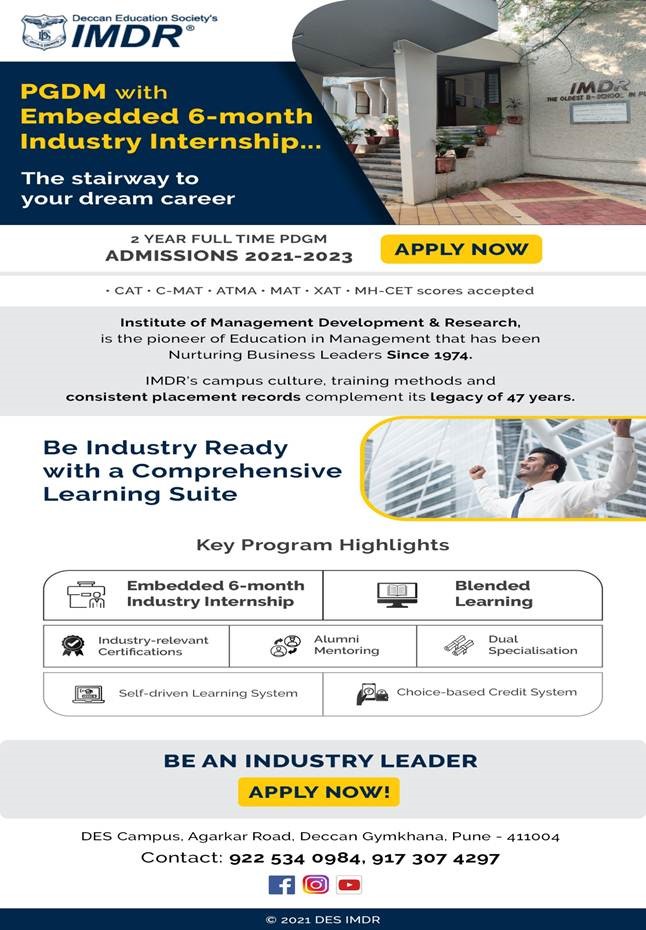 Deccan Education Society's
IMDR®
PGDM with
Embedded 6-month
Industry Internship...
The stairway to
your dream career
IMDR
THE OLDEST B-SCHOOL IN PU
2 YEAR FULL TIME PDGM
ADMISSIONS 2021-2023
APPLY NOW
• CAT • C-MAT • ATMA • MAT • XAT • MH-CET scores accepted
Institute of Management Development & Research,
is the pioneer of Education in Management that has been
Nurturing Business Leaders Since 1974.
IMDR's campus culture, training methods and
consistent placement records complement its legacy of 47 years.
Be Industry Ready
with a Comprehensive
Learning Suite
Key Program Highlights
Embedded 6-month
Industry Internship
Blended
Learning
Industry-relevant
Certifications
Alumni
Mentoring
Dual
Specialisation
Self-driven Learning System
Choice-based Credit System
BE AN INDUSTRY LEADER
APPLY NOW!
DES Campus, Agarkar Road, Deccan Gymkhana, Pune - 411004
Contact: 922 534 0984, 917 307 4297
© 2021 DES IMDR